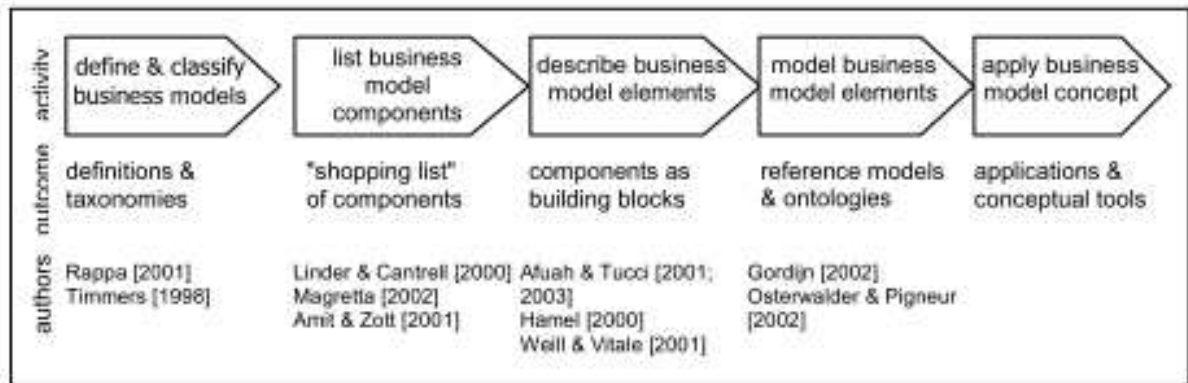 activity
define & classify
business models
list business
model
components
describe business
model elements
model business
model elements
apply business
model concept
outcome
definitions &
taxonomies
"shopping list"
of components
components as
building blocks
reference models
& ontologies
applications &
conceptual tools
authors
Rappa [2001]
Timmers [1998]
Linder & Cantrell [2000]
Magretta [2002]
Amit & Zott [2001]
Afuah & Tucci [2001;
2003]
Hamel [2000]
Weill & Vitale [2001]
Gordijn [2002]
Osterwalder & Pigneur
[2002]